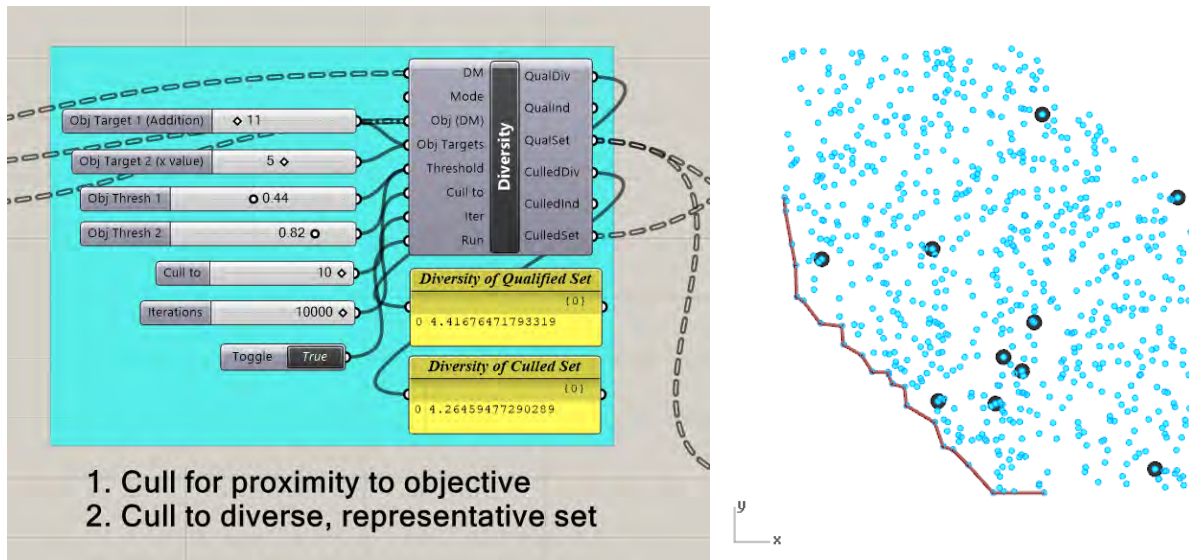 DM
Mode
Obj (DM)
Obj Targets
Threshold
Cull to
Iter
Run
Diversity
QualDiv
QualInd
QualSet
CulledDiv
CulledInd
CulledSet
Obj Target 1 (Addition) 11
Obj Target 2 (x value) 5
Obj Thresh 1 0.44
Obj Thresh 2 0.82
Cull to 10
Iterations 10000
Toggle True
Diversity of Qualified Set
{0}
0 4.41676471793319
Diversity of Culled Set
{0}
0 4.26459477290289
1. Cull for proximity to objective
2. Cull to diverse, representative set
y
x